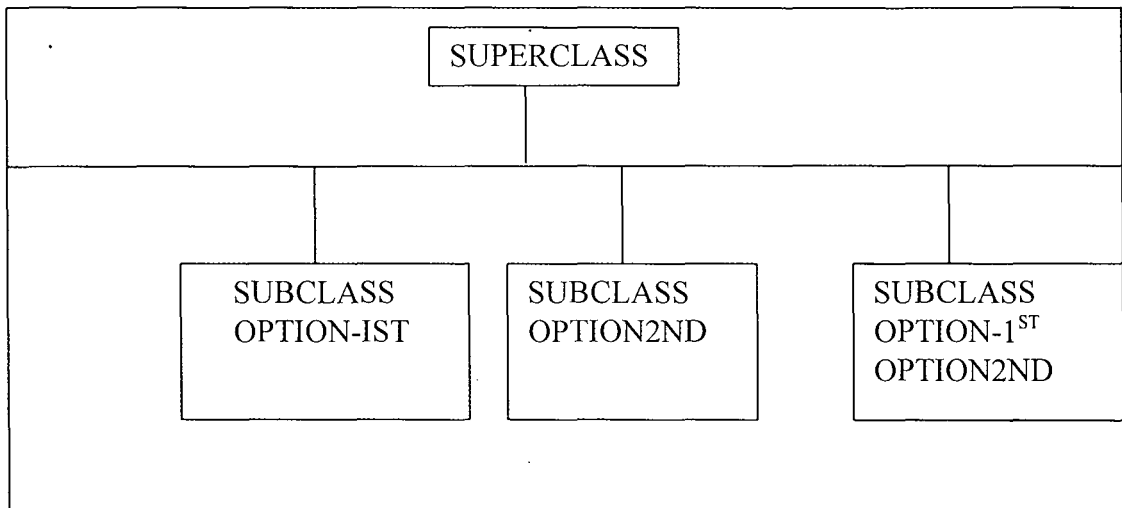 SUPERCLASS
SUBCLASS
OPTION-IST
SUBCLASS
OPTION2ND
SUBCLASS
OPTION-1ST
OPTION2ND